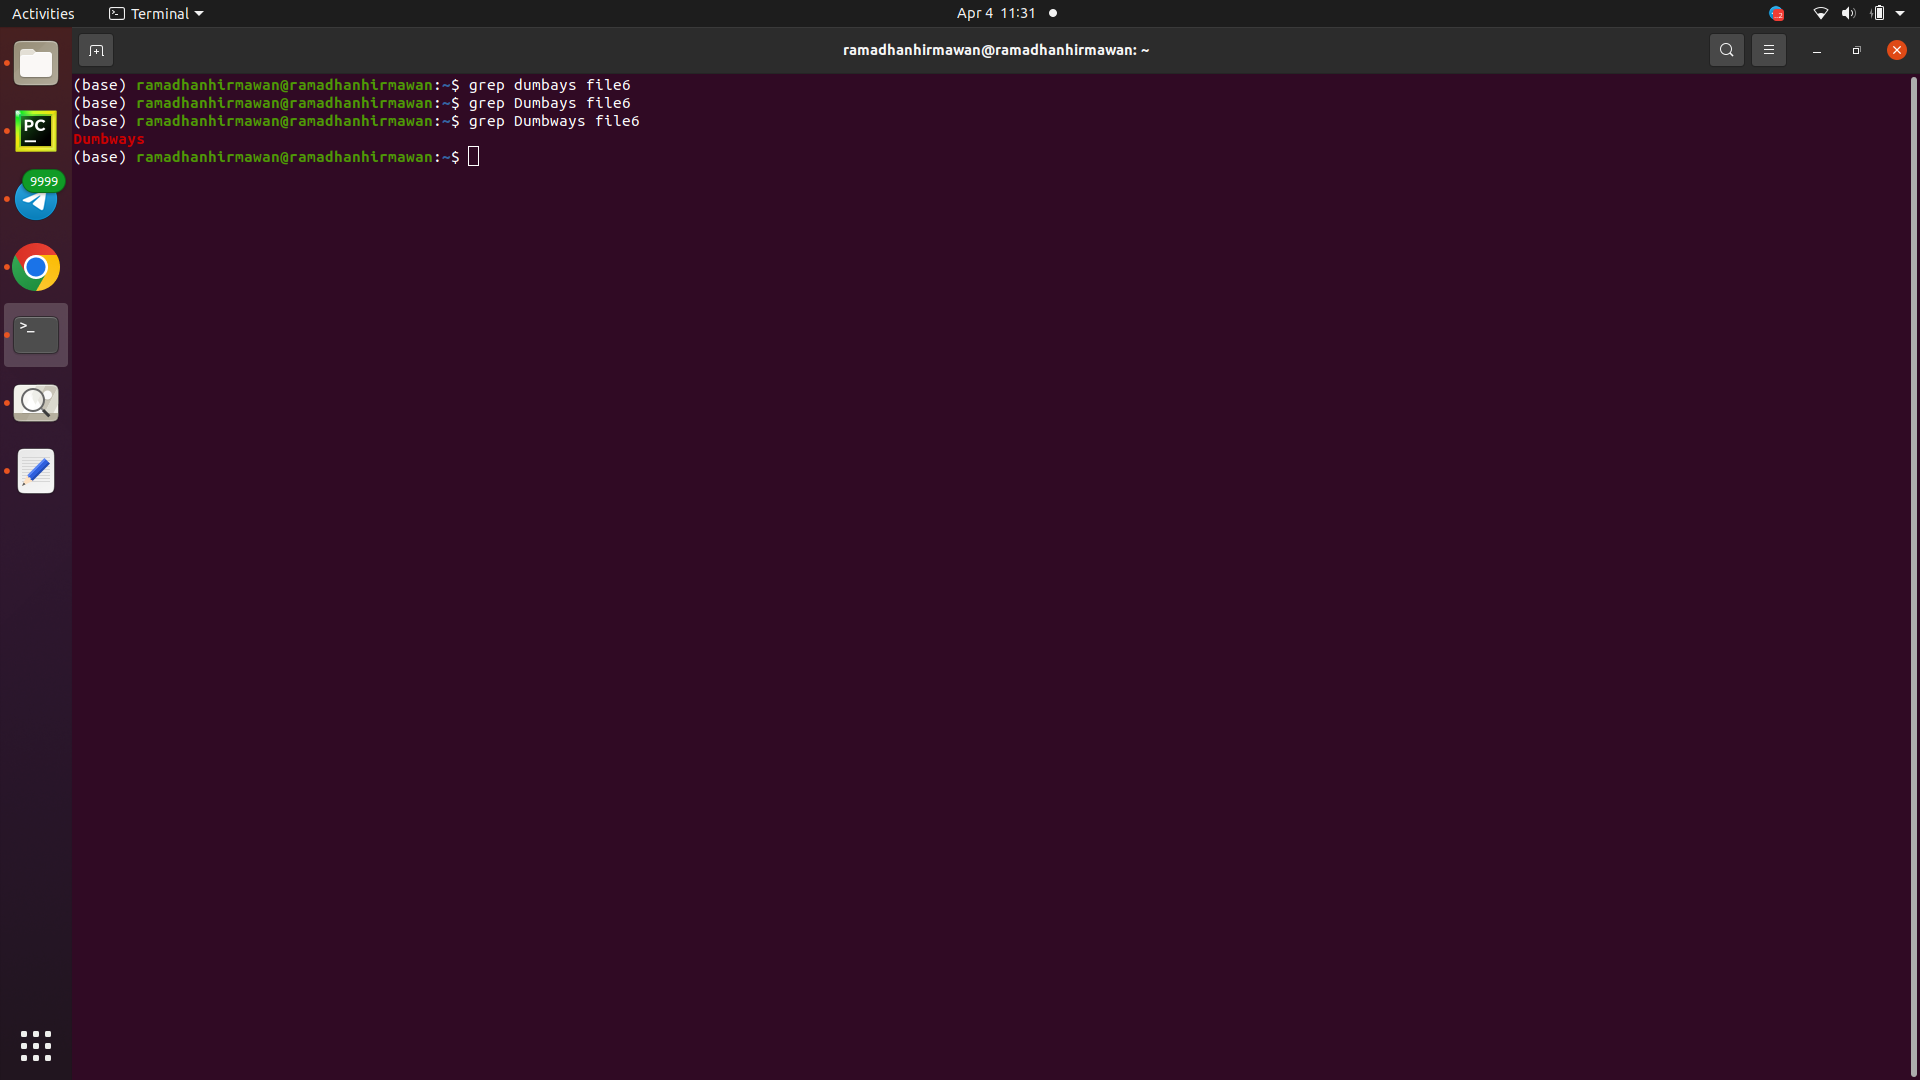 Activities
Terminal
Apr 4 11:31
ramadhanhirmawan@ramadhanhirmawan: ~
(base) ramadhanhirmawan@ramadhanhirmawan:~$ grep dumbays file6
(base) ramadhanhirmawan@ramadhanhirmawan:~$ grep Dumbays file6
(base) ramadhanhirmawan@ramadhanhirmawan:~$ grep Dumbways file6
Dumbways
(base) ramadhanhirmawan@ramadhanhirmawan:~$
PC
9999
>_